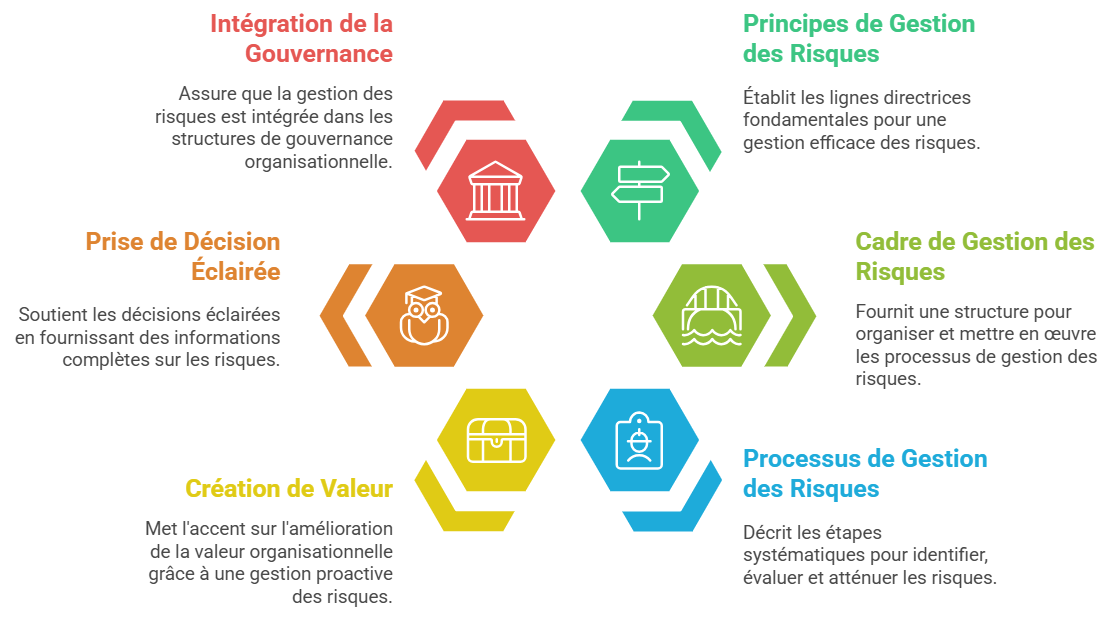 Intégration de la
Gouvernance
Assure que la gestion des
risques est intégrée dans les
structures de gouvernance
organisationnelle.
Principes de Gestion
des Risques
Établit les lignes directrices
fondamentales pour une
gestion efficace des risques.
Prise de Décision
Éclairée
Soutient les décisions éclairées
en fournissant des informations
complètes sur les risques.
Cadre de Gestion des
Risques
Fournit une structure pour
organiser et mettre en œuvre
les processus de gestion des
risques.
Création de Valeur
Met l'accent sur l'amélioration
de la valeur organisationnelle
grâce à une gestion proactive
des risques.
Processus de Gestion
des Risques
Décrit les étapes
systématiques pour identifier,
évaluer et atténuer les risques.